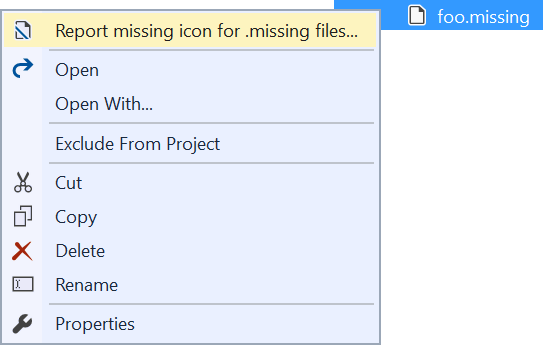 foo.missing
Report missing icon for .missing files...
Open
Open With...
Exclude From Project
Cut
Copy
Delete
Rename
Properties